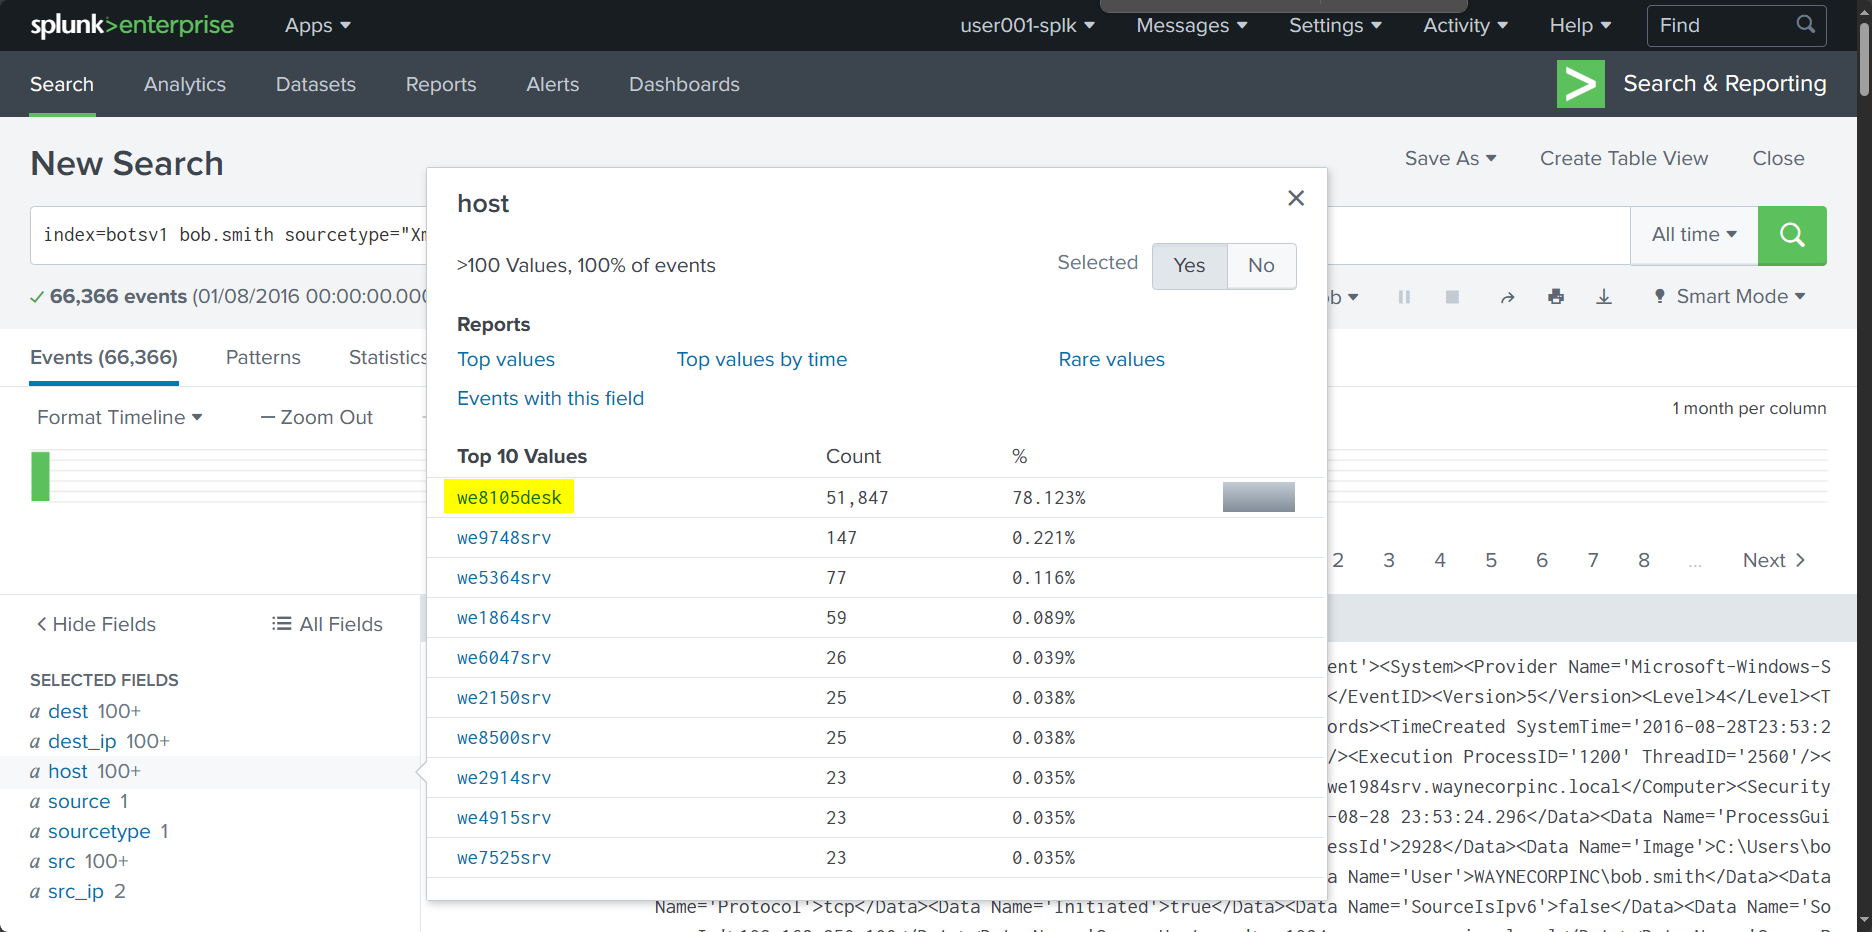 splunk>enterprise Apps user001-splk Messages Settings Activity Help Find
Search Analytics Datasets Reports Alerts Dashboards Search & Reporting
New Search
Save As Create Table View Close
index=botsv1 bob.smith sourcetype="Xm
All time
66,366 events (01/08/2016 00:00:00.000
Smart Mode
Events (66,366) Patterns Statistics
Format Timeline — Zoom Out
1 month per column
host
>100 Values, 100% of events
Selected Yes No
Reports
Top values Top values by time Rare values
Events with this field
Top 10 Values Count %
we8105desk 51,847 78.123%
we9748srv 147 0.221%
we5364srv 77 0.116%
we1864srv 59 0.089%
we6047srv 26 0.039%
we2150srv 25 0.038%
we8500srv 25 0.038%
we2914srv 23 0.035%
we4915srv 23 0.035%
we7525srv 23 0.035%
2 3 4 5 6 7 8 ... Next
Hide Fields All Fields
SELECTED FIELDS
a dest 100+
a dest_ip 100+
a host 100+
a source 1
a sourcetype 1
a src 100+
a src_ip 2
ent'><System><Provider Name='Microsoft-Windows-S
</EventID><Version>5</Version><Level>4</Level><T
ords><TimeCreated SystemTime='2016-08-28T23:53:2
/><Execution ProcessID='1200' ThreadID='2560'/><
we1984srv.waynecorpinc.local</Computer><Security
-08-28 23:53:24.296</Data><Data Name='ProcessGui
essId'>2928</Data><Data Name='Image'>C:\Users\bo
a Name='User'>WAYNECORPINC\bob.smith</Data><Data
Name='Protocol'>tcp</Data><Data Name='Initiated'>true</Data><Data Name='SourceIsIpv6'>false</Data><Data Name='So